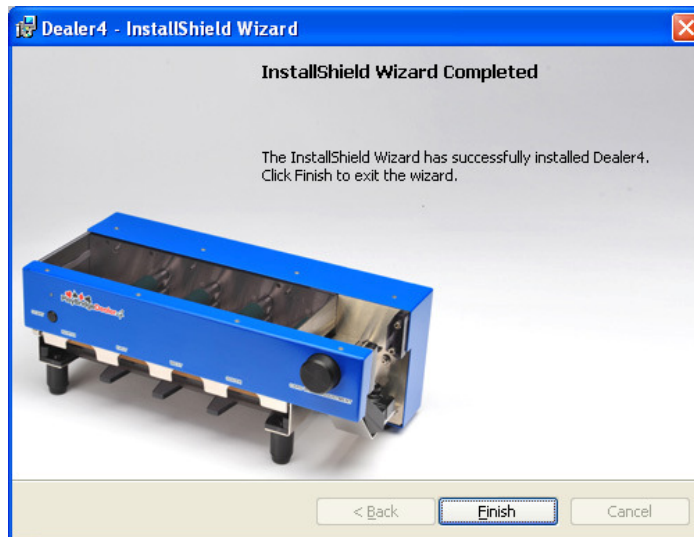 Dealer4 - InstallShield Wizard
InstallShield Wizard Completed
The InstallShield Wizard has successfully installed Dealer4.
Click Finish to exit the wizard.
< Back
Finish
Cancel